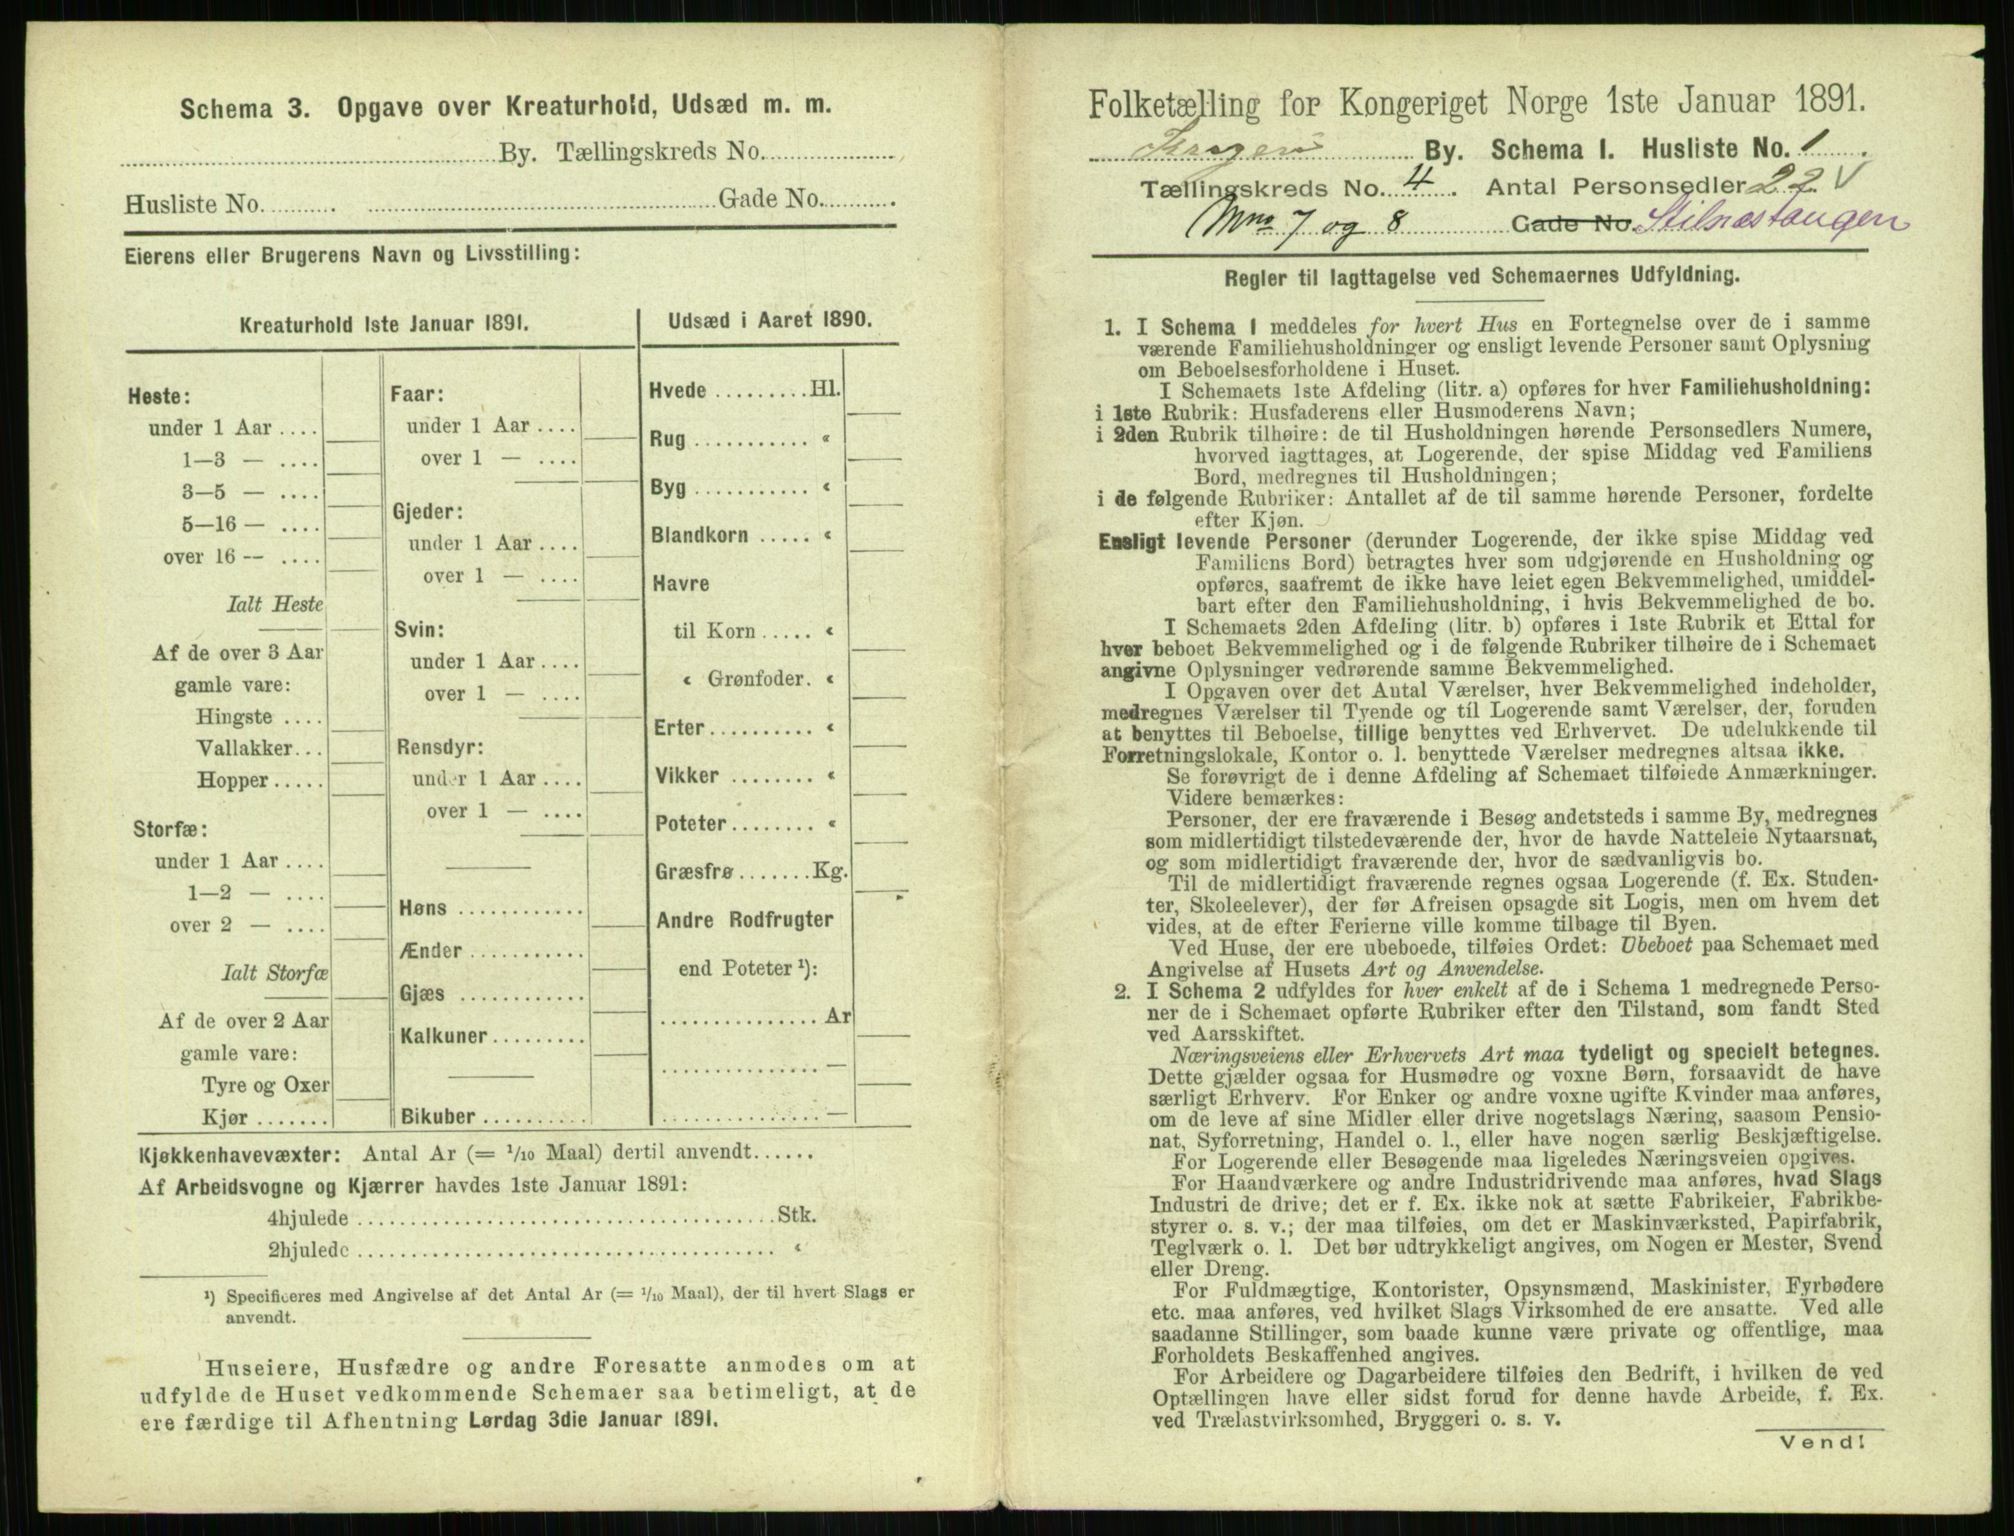 Schema 3. Opgave over Kreaturhold, Udsæd m. m.
By. Tællingskreds No.
Husliste No. Gade No.
Eierens eller Brugerens Navn og Livsstilling:
Kreaturhold 1ste Januar 1891.
Heste:
under 1 Aar ....
1—3 — ....
3—5 — ....
5—16 — ....
over 16 — ....
Ialt Heste
Af de over 3 Aar
gamle vare:
Hingste ....
Vallakker...
Hopper .....
Storfæ:
under 1 Aar ....
1—2 — ....
over 2 — ....
Ialt Storfæ
Af de over 2 Aar
gamle vare:
Tyre og Oxer
Kjør .......
Faar:
under 1 Aar ....
over 1 — ....
Gjeder:
under 1 Aar ....
over 1 — ....
Svin:
under 1 Aar ....
over 1 — ....
Rensdyr:
under 1 Aar ....
over 1 — ....
Høns ............
Ænder ...........
Gjæs ............
Kalkuner .........
Bikuber ..........
Udsæd i Aaret 1890.
Hvede ......... Hl.
Rug ........... «
Byg ........... «
Blandkorn ..... «
Havre
til Korn ..... «
« Grønfoder. «
Erter .......... «
Vikker ........ «
Poteter ........ «
Græsfrø ....... Kg.
Andre Rodfrugter
end Poteter ¹):
............... Ar
............... —
............... —
Kjøkkenhavevæxter: Antal Ar (= ¹/₁₀ Maal) dertil anvendt......
Af Arbeidsvogne og Kjærrer havdes 1ste Januar 1891:
4hjulede ....................................... Stk.
2hjulede ....................................... «
¹) Specificeres med Angivelse af det Antal Ar (= ¹/₁₀ Maal), der til hvert Slags er
anvendt.
Huseiere, Husfædre og andre Foresatte anmodes om at
udfylde de Huset vedkommende Schemaer saa betimeligt, at de
ere færdige til Afhentning Lørdag 3die Januar 1891.
Folketælling for Kongeriget Norge 1ste Januar 1891.
Kragerø By. Schema I. Husliste No. 1.
Tællingskreds No. 4. Antal Personsedler 22 V
7 og 8 Gade No. Stilnæstangen
Regler til Iagttagelse ved Schemaernes Udfyldning.
1. I Schema I meddeles for hvert Hus en Fortegnelse over de i samme
værende Familiehusholdninger og ensligt levende Personer samt Oplysning
om Beboelsesforholdene i Huset.
I Schemaets 1ste Afdeling (litr. a) opføres for hver Familiehusholdning:
i 1ste Rubrik: Husfaderens eller Husmoderens Navn;
i 2den Rubrik tilhøire: de til Husholdningen hørende Personsedlers Numere,
hvorved iagttages, at Logerende, der spise Middag ved Familiens
Bord, medregnes til Husholdningen;
i de følgende Rubriker: Antallet af de til samme hørende Personer, fordelte
efter Kjøn.
Ensligt levende Personer (derunder Logerende, der ikke spise Middag ved
Familiens Bord) betragtes hver som udgjørende en Husholdning og
opføres, saafremt de ikke have leiet egen Bekvemmelighed, umiddel-
bart efter den Familiehusholdning, i hvis Bekvemmelighed de bo.
I Schemaets 2den Afdeling (litr. b) opføres i 1ste Rubrik et Ettal for
hver beboet Bekvemmelighed og i de følgende Rubriker tilhøire de i Schemaet
angivne Oplysninger vedrørende samme Bekvemmelighed.
I Opgaven over det Antal Værelser, hver Bekvemmelighed indeholder,
medregnes Værelser til Tyende og til Logerende samt Værelser, der, foruden
at benyttes til Beboelse, tillige benyttes ved Erhvervet. De udelukkende til
Forretningslokale, Kontor o. l. benyttede Værelser medregnes altsaa ikke.
Se forøvrigt de i denne Afdeling af Schemaet tilføiede Anmærkninger.
Videre bemærkes:
Personer, der ere fraværende i Besøg andetsteds i samme By, medregnes
som midlertidigt tilstedeværende der, hvor de havde Natteleie Nytaarsnat,
og som midlertidigt fraværende der, hvor de sædvanligvis bo.
Til de midlertidigt fraværende regnes ogsaa Logerende (f. Ex. Studen-
ter, Skoleelever), der før Afreisen opsagde sit Logis, men om hvem det
vides, at de efter Ferierne ville komme tilbage til Byen.
Ved Huse, der ere ubeboede, tilføies Ordet: Ubeboet paa Schemaet med
Angivelse af Husets Art og Anvendelse.
2. I Schema 2 udfyldes for hver enkelt af de i Schema 1 medregnede Perso-
ner de i Schemaet opførte Rubriker efter den Tilstand, som fandt Sted
ved Aarsskiftet.
Næringsveiens eller Erhvervets Art maa tydeligt og specielt betegnes.
Dette gjælder ogsaa for Husmødre og voxne Børn, forsaavidt de have
særligt Erhverv. For Enker og andre voxne ugifte Kvinder maa anføres,
om de leve af sine Midler eller drive nogetslags Næring, saasom Pensio-
nat, Syforretning, Handel o. l., eller have nogen særlig Beskjæftigelse.
For Logerende eller Besøgende maa ligeledes Næringsveien opgives.
For Haandværkere og andre Industridrivende maa anføres, hvad Slags
Industri de drive; det er f. Ex. ikke nok at sætte Fabrikeier, Fabrikbe-
styrer o. s. v.; der maa tilføies, om det er Maskinværksted, Papirfabrik,
Teglværk o. l. Det bør udtrykkeligt angives, om Nogen er Mester, Svend
eller Dreng.
For Fuldmægtige, Kontorister, Opsynsmænd, Maskinister, Fyrbødere
etc. maa anføres, ved hvilket Slags Virksomhed de ere ansatte. Ved alle
saadanne Stillinger, som baade kunne være private og offentlige, maa
Forholdets Beskaffenhed angives.
For Arbeidere og Dagarbeidere tilføies den Bedrift, i hvilken de ved
Optællingen have eller sidst forud for denne havde Arbeide, f. Ex.
ved Trælastvirksomhed, Bryggeri o. s. v.
Vend!